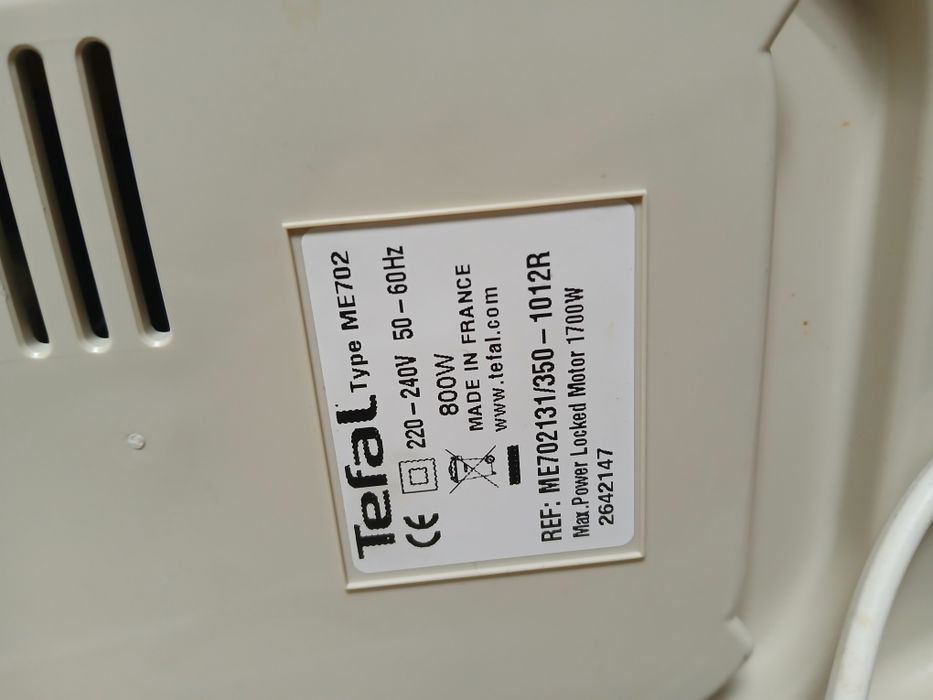 Tefal Type ME702
CE 220-240V 50-60Hz
800W
MADE IN FRANCE
www.tefal.com
REF: ME702131/350-1012R
Max.Power Locked Motor 1700W
2642147